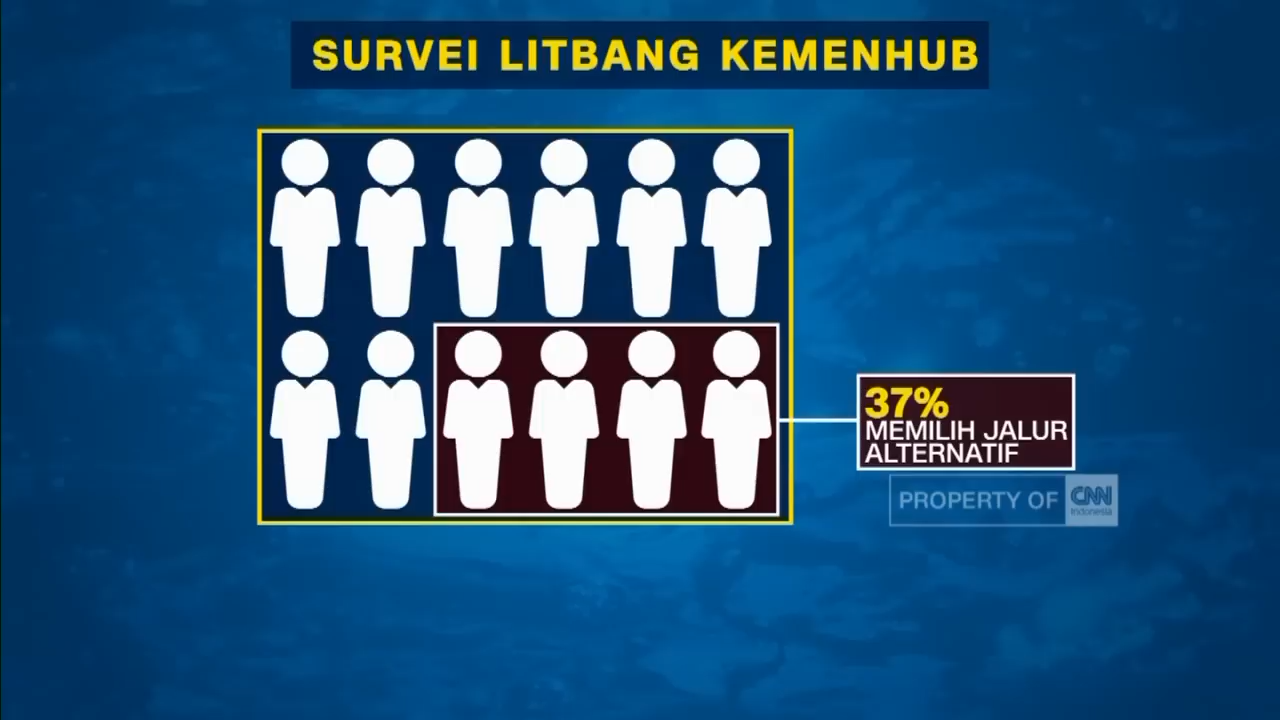 SURVEI LITBANG KEMENHUB
37%
MEMILIH JALUR
ALTERNATIF
PROPERTY OF CNN
Indonesia